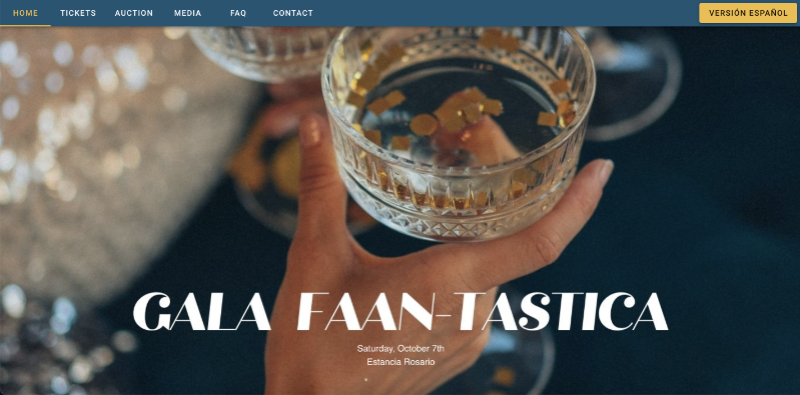 HOME TICKETS AUCTION MEDIA FAQ CONTACT VERSIÓN ESPAÑOL
GALA FAAN-TASTICA
Saturday, October 7th
Estancia Rosario